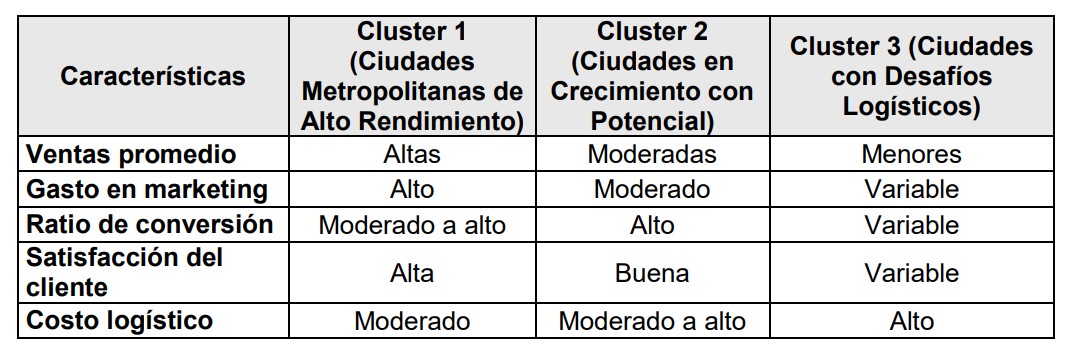 Características
Cluster 1
(Ciudades
Metropolitanas de
Alto Rendimiento)
Cluster 2
(Ciudades en
Crecimiento con
Potencial)
Cluster 3 (Ciudades
con Desafíos
Logísticos)
Ventas promedio
Altas
Moderadas
Menores
Gasto en marketing
Alto
Moderado
Variable
Ratio de conversión
Moderado a alto
Alto
Variable
Satisfacción del
cliente
Alta
Buena
Variable
Costo logístico
Moderado
Moderado a alto
Alto